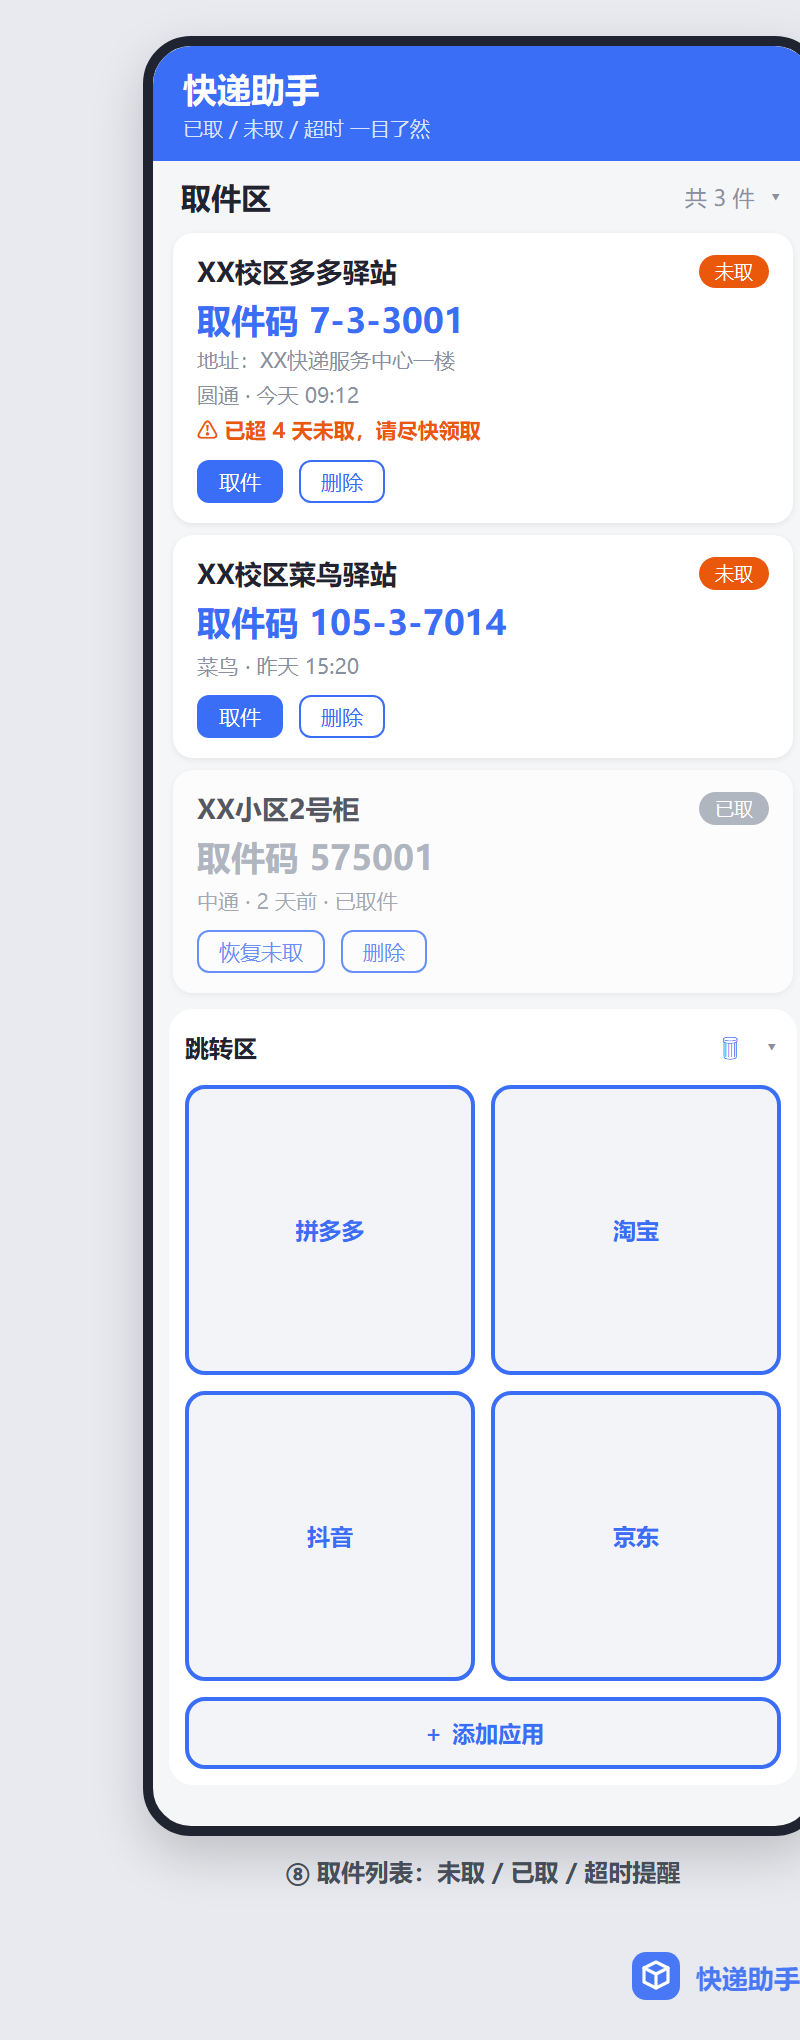 快递助手
已取 / 未取 / 超时 一目了然
取件区
共 3 件
XX校区多多驿站
未取
取件码 7-3-3001
地址：XX快递服务中心一楼
圆通 · 今天 09:12
已超 4 天未取，请尽快领取
取件
删除
XX校区菜鸟驿站
未取
取件码 105-3-7014
菜鸟 · 昨天 15:20
取件
删除
XX小区2号柜
已取
取件码 575001
中通 · 2 天前 · 已取件
恢复未取
删除
跳转区
拼多多
淘宝
抖音
京东
+ 添加应用
⑧ 取件列表：未取 / 已取 / 超时提醒
快递助手